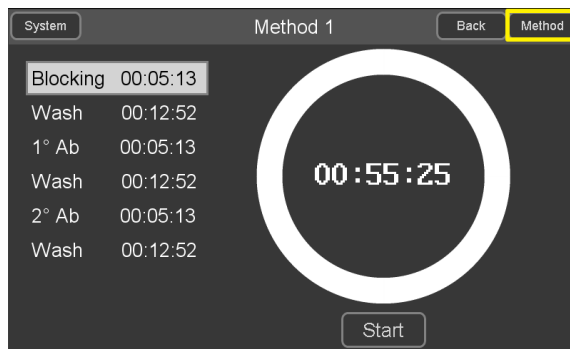 System Method 1 Back Method
Blocking 00:05:13
Wash 00:12:52
1° Ab 00:05:13
Wash 00:12:52
2° Ab 00:05:13
Wash 00:12:52
00:55:25
Start